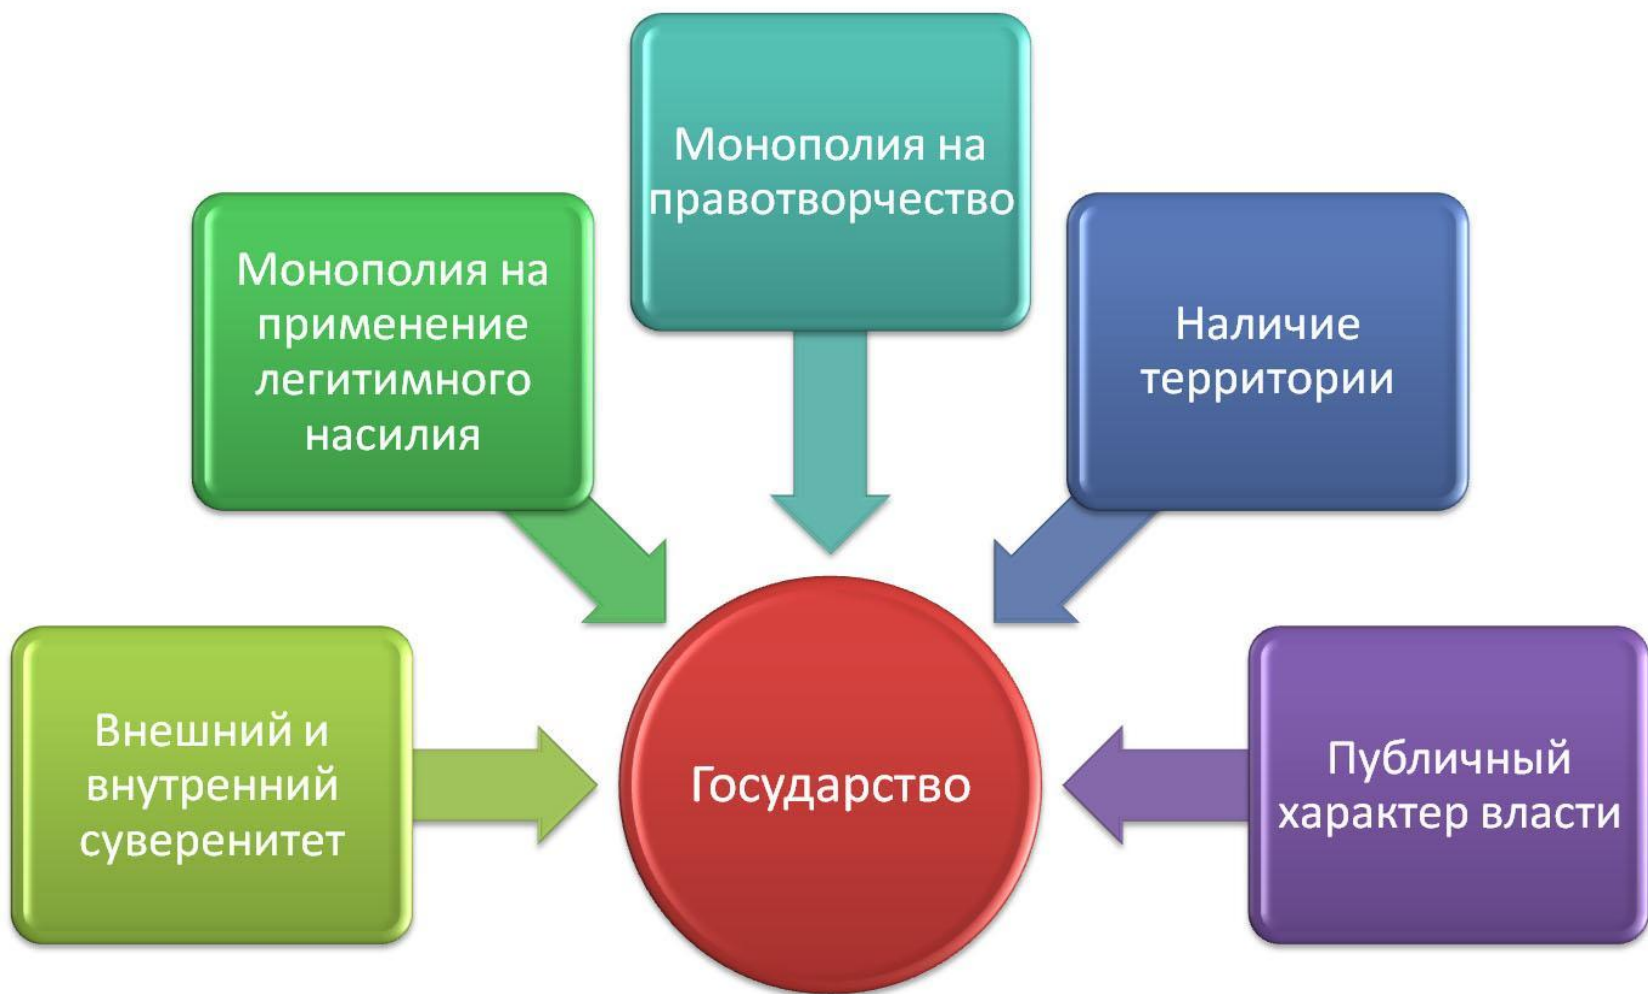 Монополия на
правотворчество
Монополия на
применение
легитимного
насилия
Наличие
территории
Внешний и
внутренний
суверенитет
Государство
Публичный
характер власти